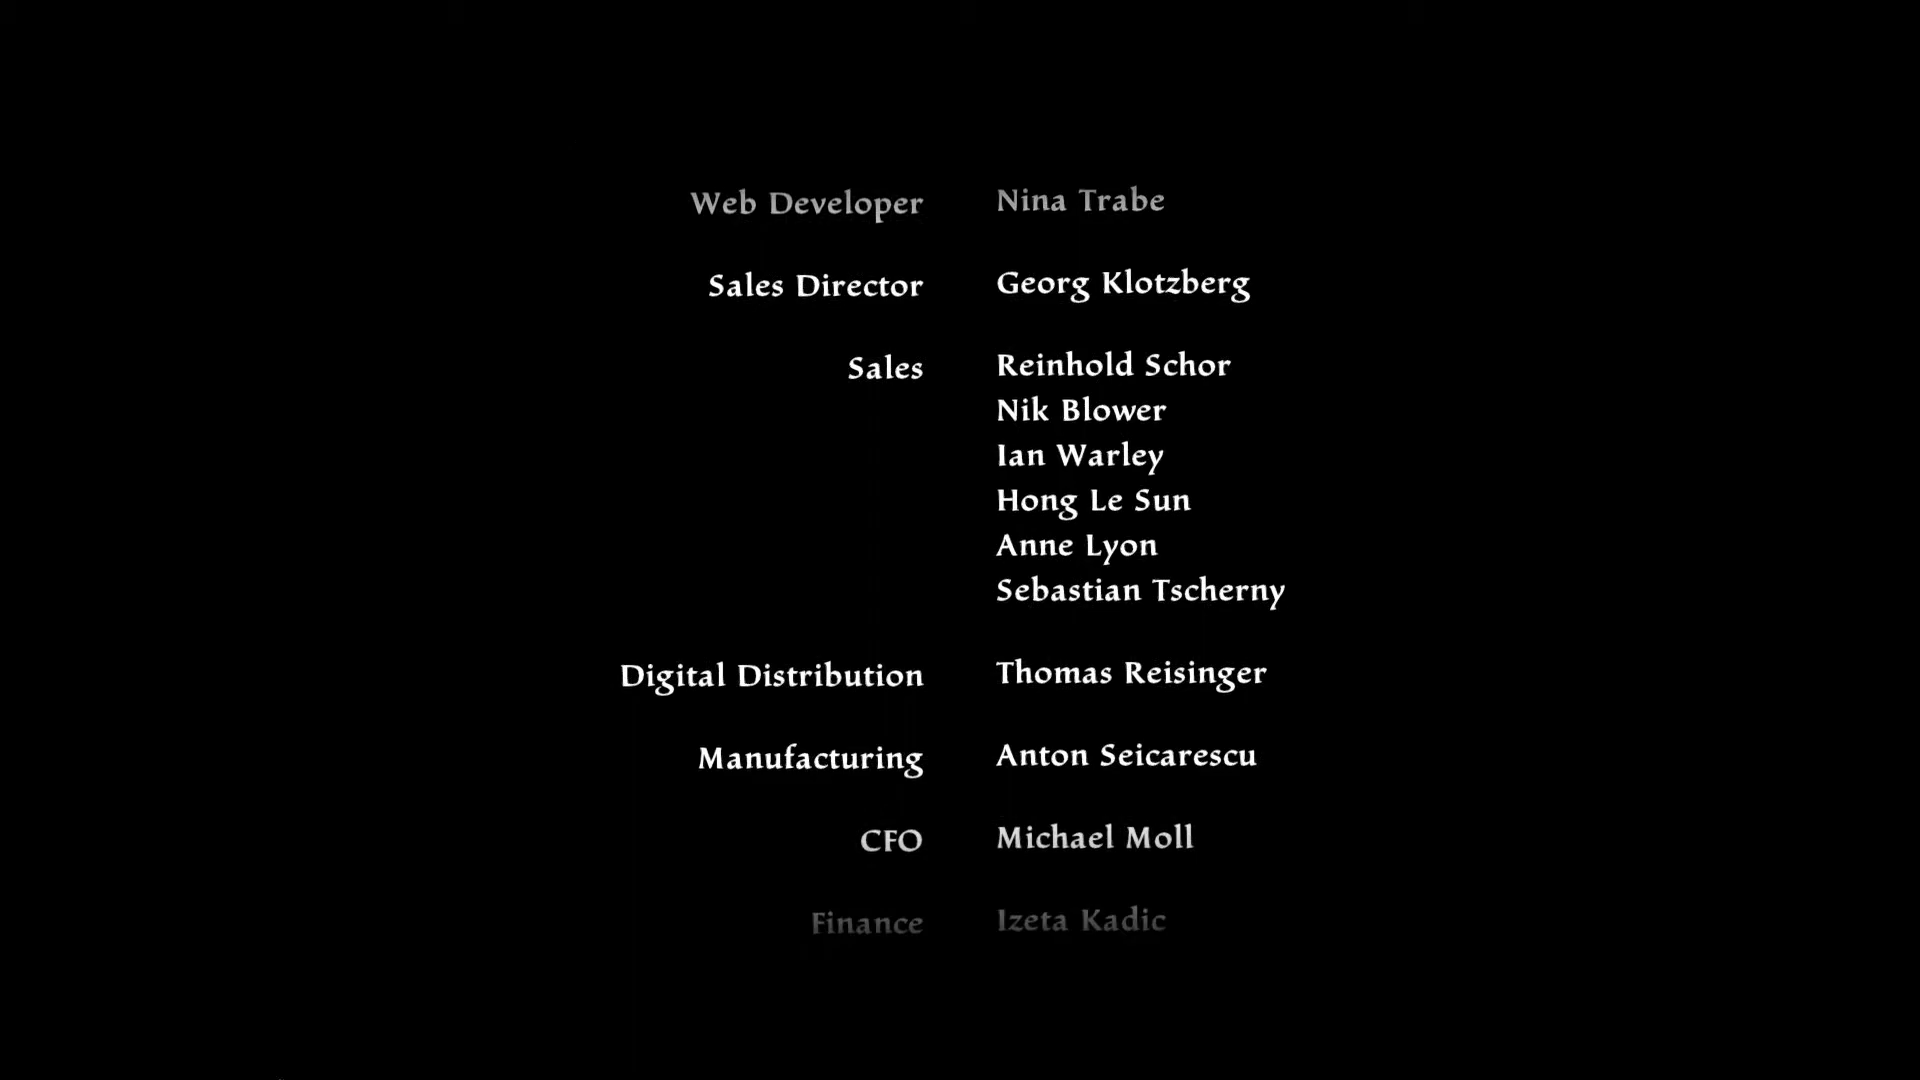 Web Developer Nina Trabe
Sales Director Georg Klotzberg
Sales Reinhold Schor
Nik Blower
Ian Warley
Hong Le Sun
Anne Lyon
Sebastian Tscherny
Digital Distribution Thomas Reisinger
Manufacturing Anton Seicarescu
CFO Michael Moll
Finance Izeta Kadic